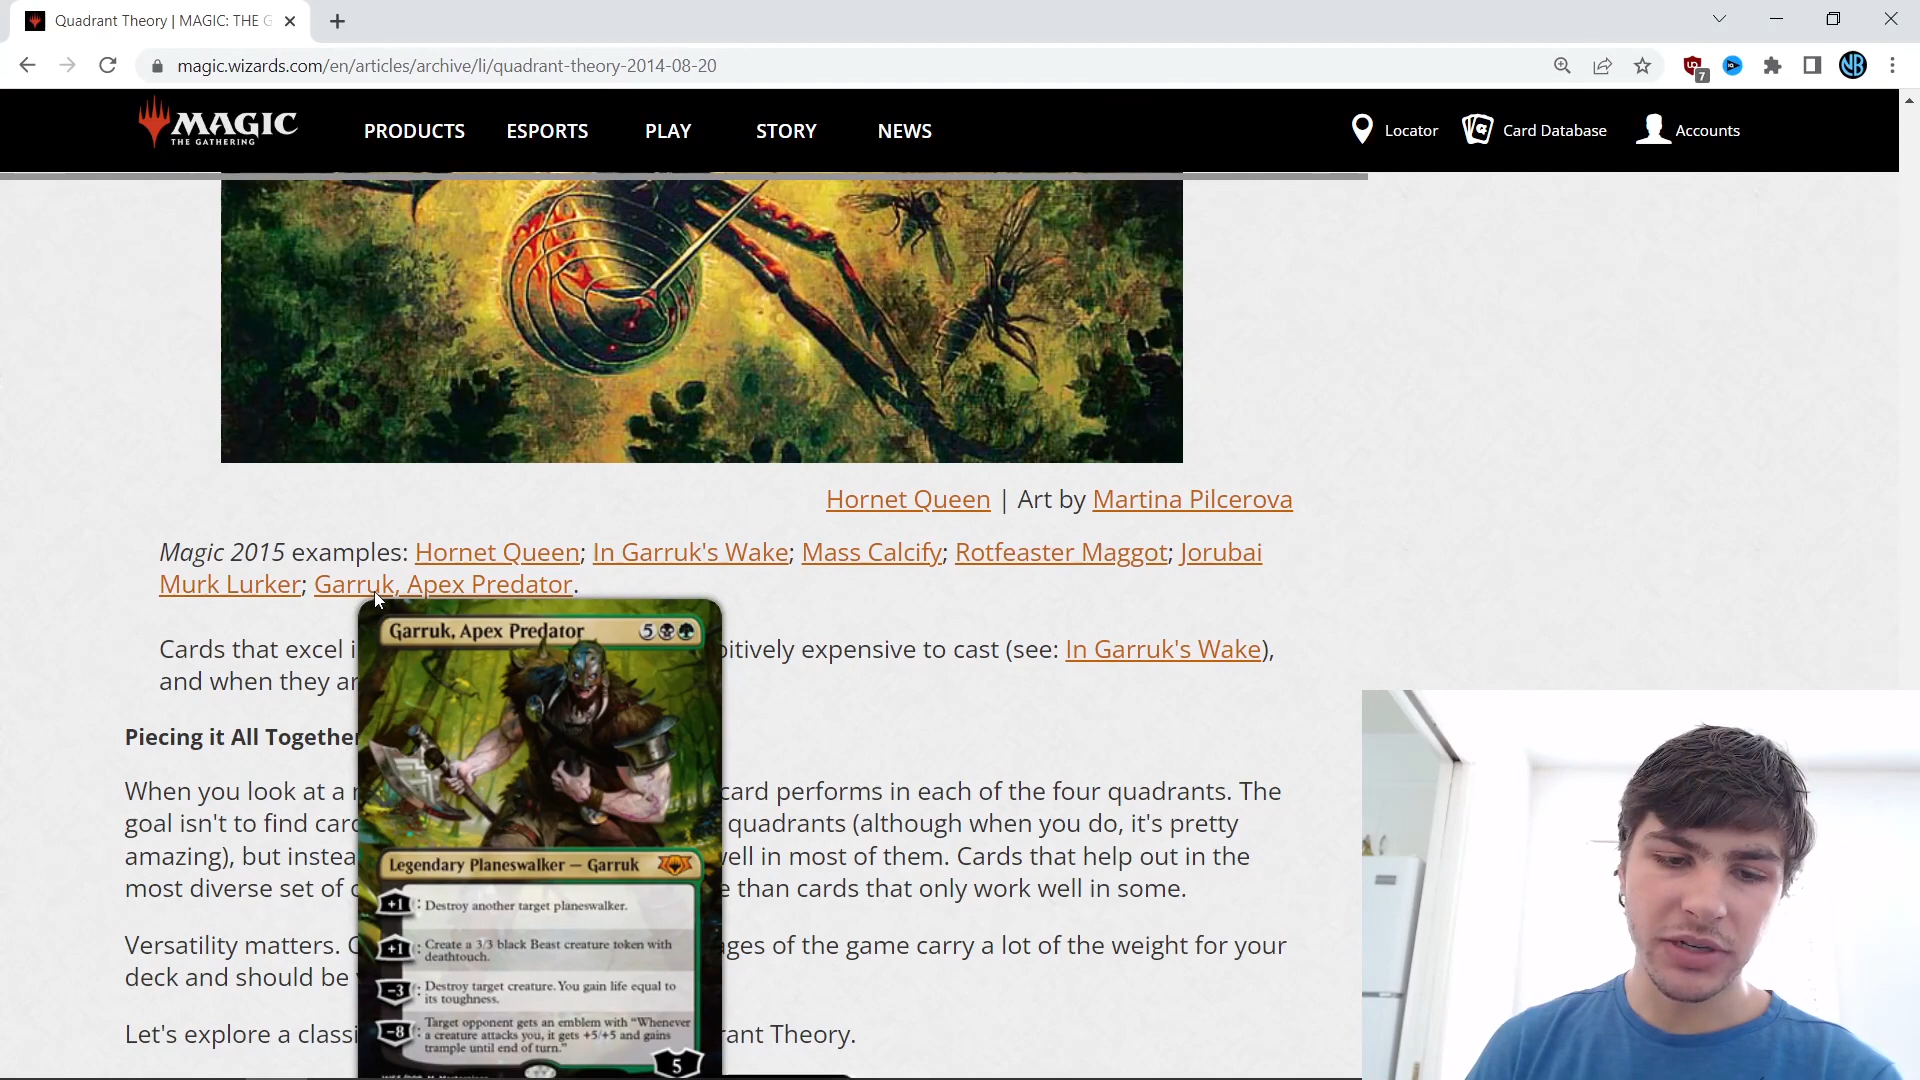 Quadrant Theory | MAGIC: THE G
magic.wizards.com/en/articles/archive/li/quadrant-theory-2014-08-20
7
NB
MAGIC
THE GATHERING
PRODUCTS
ESPORTS
PLAY
STORY
NEWS
Locator
Card Database
Accounts
Hornet Queen | Art by Martina Pilcerova
Magic 2015 examples: Hornet Queen; In Garruk's Wake; Mass Calcify; Rotfeaster Maggot; Jorubai
Murk Lurker; Garruk, Apex Predator.
Cards that excel i
bitively expensive to cast (see: In Garruk's Wake),
and when they ar
Piecing it All Together
When you look at a
card performs in each of the four quadrants. The
goal isn't to find card
quadrants (although when you do, it's pretty
amazing), but instea
well in most of them. Cards that help out in the
most diverse set of c
e than cards that only work well in some.
Versatility matters. C
ages of the game carry a lot of the weight for your
deck and should be
Let's explore a classi
rant Theory.
Garruk, Apex Predator
5
Legendary Planeswalker — Garruk
+1 : Destroy another target planeswalker.
+1 : Create a 3/3 black Beast creature token with
deathtouch.
-3 : Destroy target creature. You gain life equal to
its toughness.
-8 : Target opponent gets an emblem with "Whenever
a creature attacks you, it gets +5/+5 and gains
trample until end of turn."
5